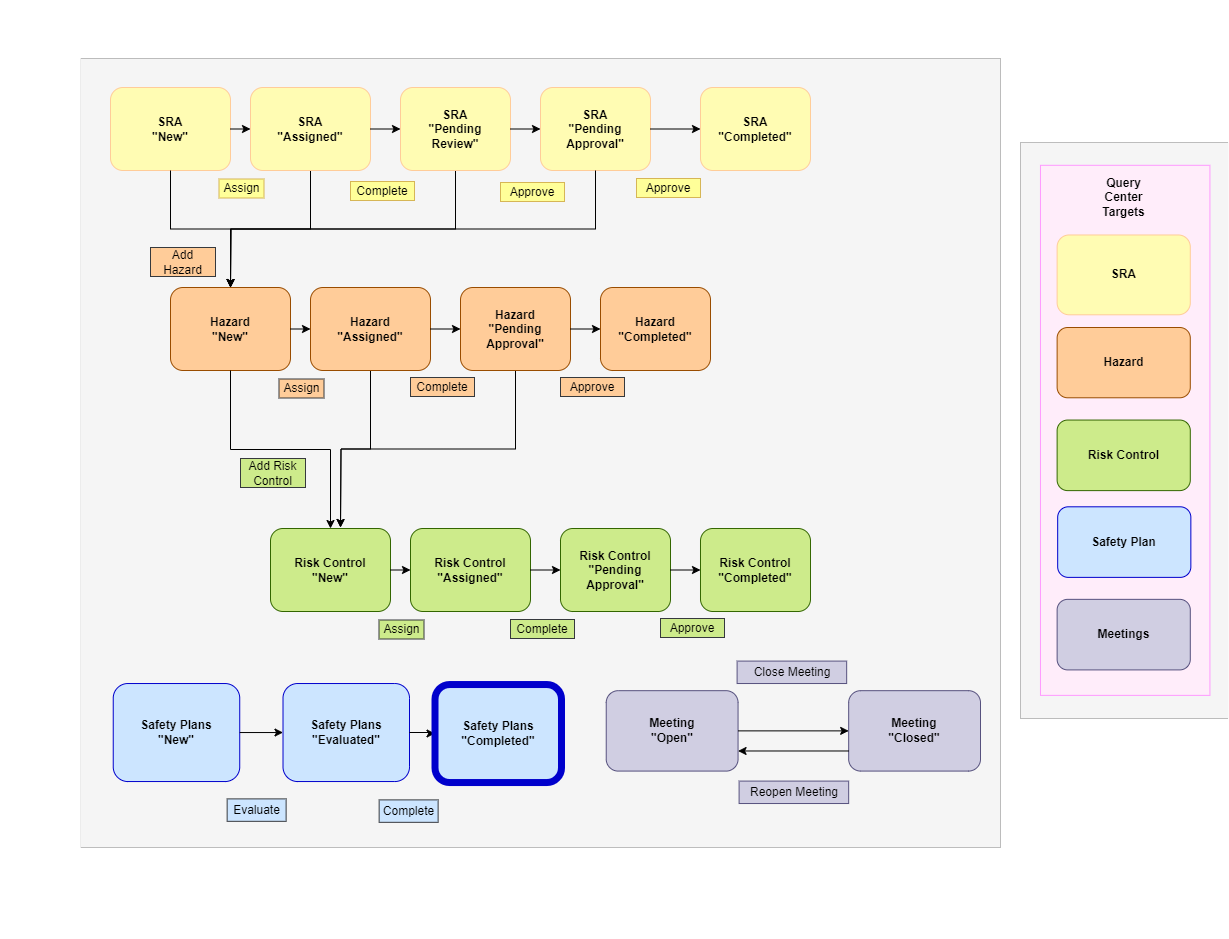 SRA
"New"
SRA
"Assigned"
SRA
"Pending
Review"
SRA
"Pending
Approval"
SRA
"Completed"
Assign
Complete
Approve
Approve
Add
Hazard
Hazard
"New"
Hazard
"Assigned"
Hazard
"Pending
Approval"
Hazard
"Completed"
Assign
Complete
Approve
Add Risk
Control
Risk Control
"New"
Risk Control
"Assigned"
Risk Control
"Pending
Approval"
Risk Control
"Completed"
Assign
Complete
Approve
Safety Plans
"New"
Safety Plans
"Evaluated"
Safety Plans
"Completed"
Evaluate
Complete
Close Meeting
Meeting
"Open"
Meeting
"Closed"
Reopen Meeting
Query
Center
Targets
SRA
Hazard
Risk Control
Safety Plan
Meetings